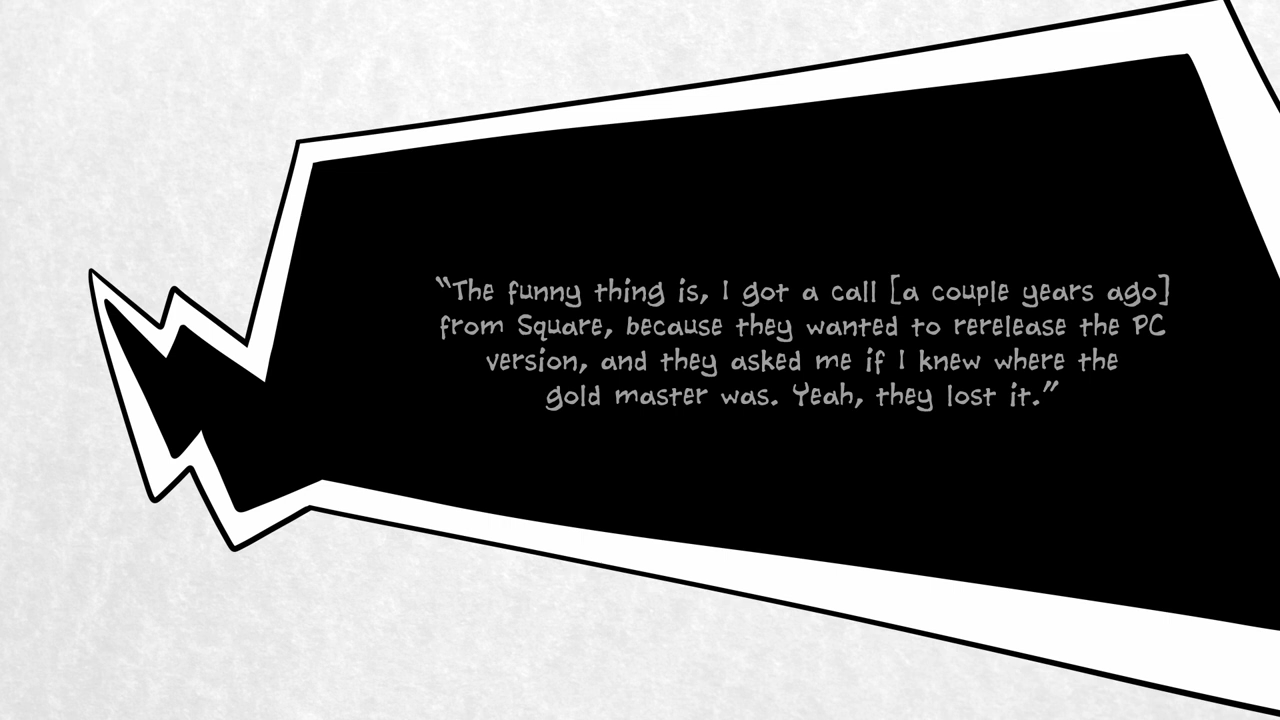 “The funny thing is, I got a call [a couple years ago]
from Square, because they wanted to rerelease the PC
version, and they asked me if I knew where the
gold master was. Yeah, they lost it.”